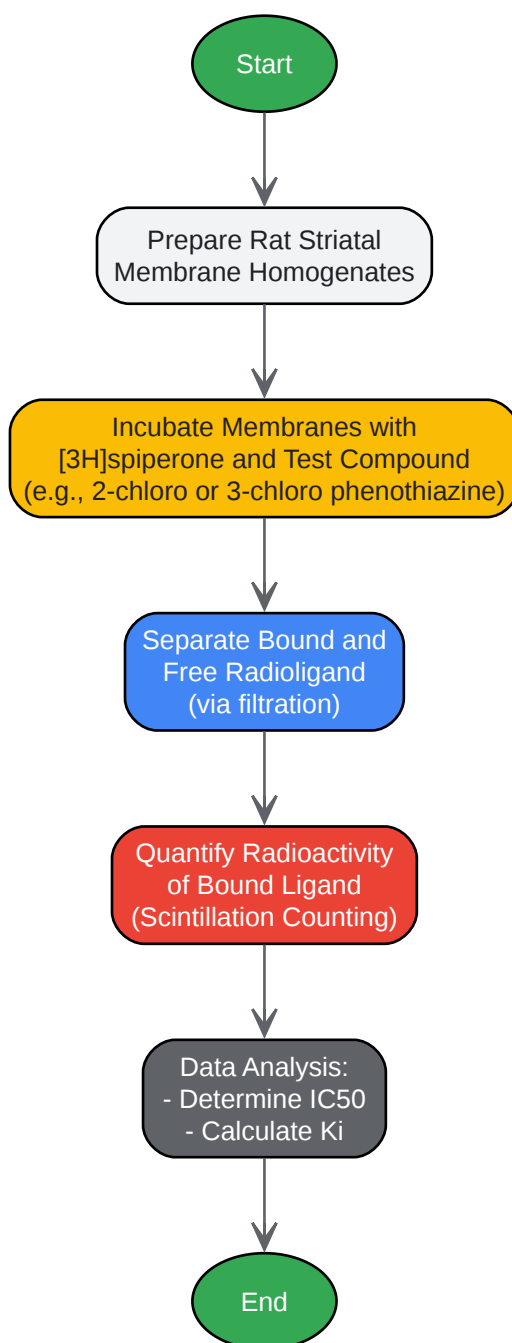 Start
Prepare Rat Striatal
Membrane Homogenates
Incubate Membranes with
[3H]spiperone and Test Compound
(e.g., 2-chloro or 3-chloro phenothiazine)
Separate Bound and
Free Radioligand
(via filtration)
Quantify Radioactivity
of Bound Ligand
(Scintillation Counting)
Data Analysis:
- Determine IC50
- Calculate Ki
End